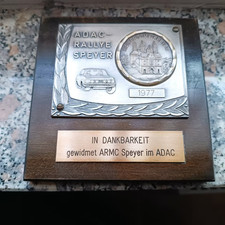 ADAC-
RALLYE
SPEYER
1977
IN DANKBARKEIT
gewidmet ARMC Speyer im ADAC